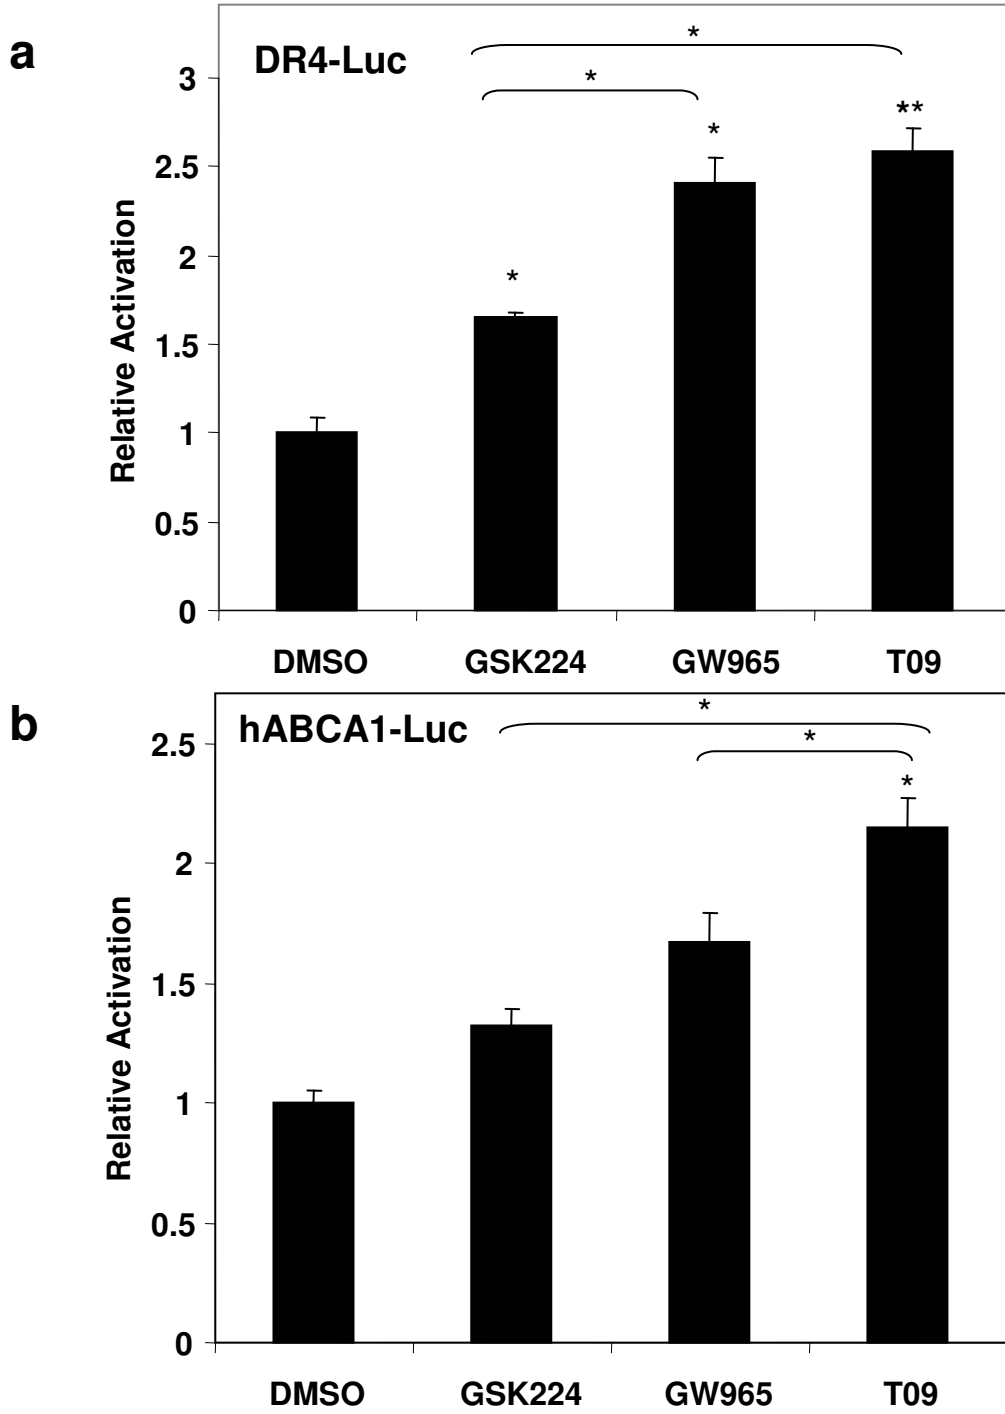 a
DR4-Luc
*
*
*
*
**
3
2.5
2
1.5
1
0.5
0
Relative Activation
DMSO GSK224 GW965 T09
b
hABCA1-Luc
*
*
*
2.5
2
1.5
1
0.5
0
Relative Activation
DMSO GSK224 GW965 T09